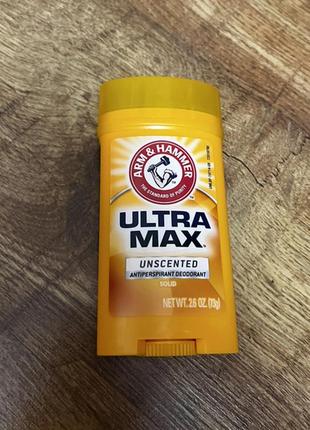 ARM & HAMMER
THE STANDARD OF PURITY
ULTRA
MAX
UNSCENTED
ANTIPERSPIRANT DEODORANT
SOLID
NET WT. 2.6 OZ. (73g)